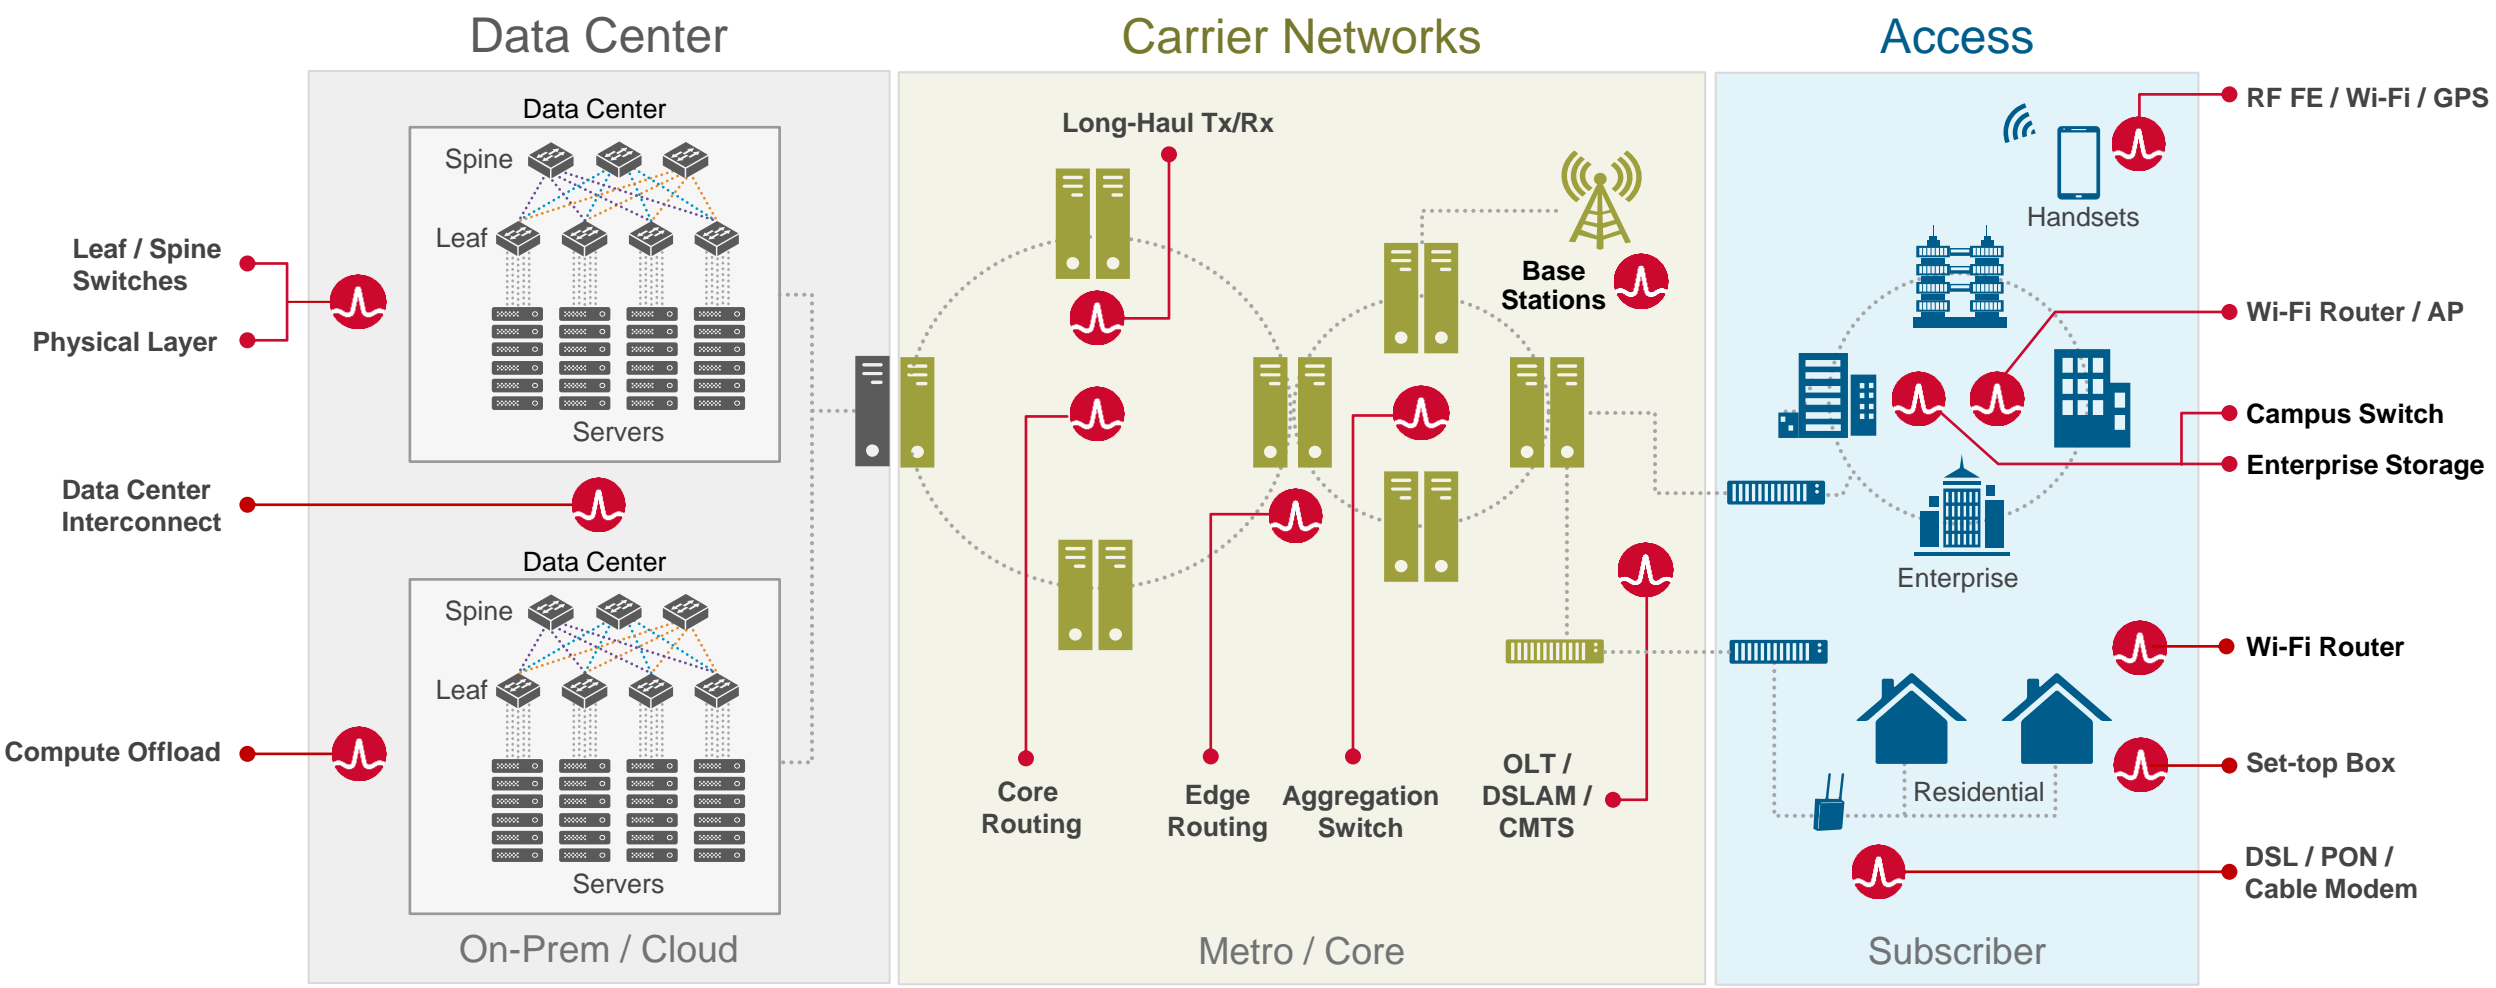 Data Center
Carrier Networks
Access
Data Center
Spine
Leaf
Servers
Leaf / Spine
Switches
Physical Layer
Data Center
Interconnect
Data Center
Spine
Leaf
Servers
Compute Offload
On-Prem / Cloud
Long-Haul Tx/Rx
Base
Stations
Core
Routing
Edge
Routing
Aggregation
Switch
OLT /
DSLAM /
CMTS
Metro / Core
RF FE / Wi-Fi / GPS
Handsets
Wi-Fi Router / AP
Campus Switch
Enterprise Storage
Enterprise
Wi-Fi Router
Set-top Box
Residential
DSL / PON /
Cable Modem
Subscriber